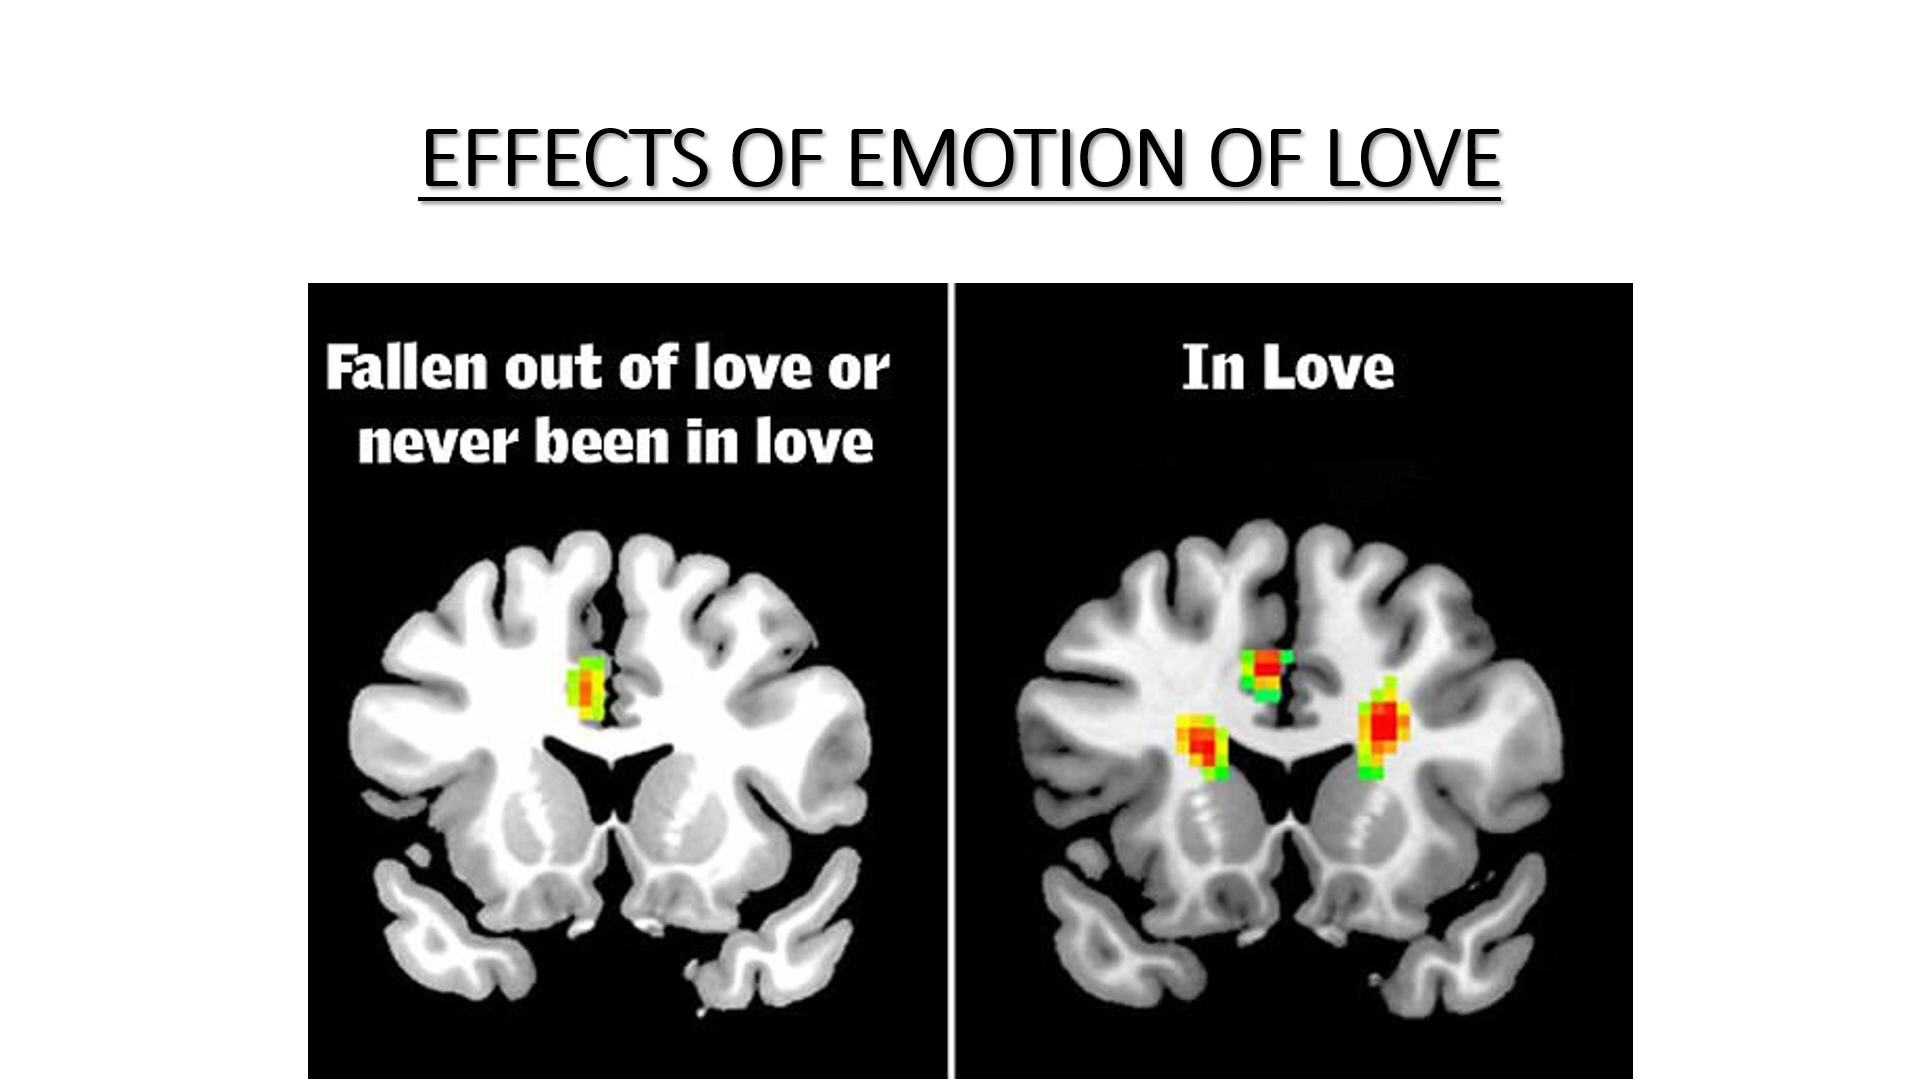 EFFECTS OF EMOTION OF LOVE
Fallen out of love or
never been in love
In Love